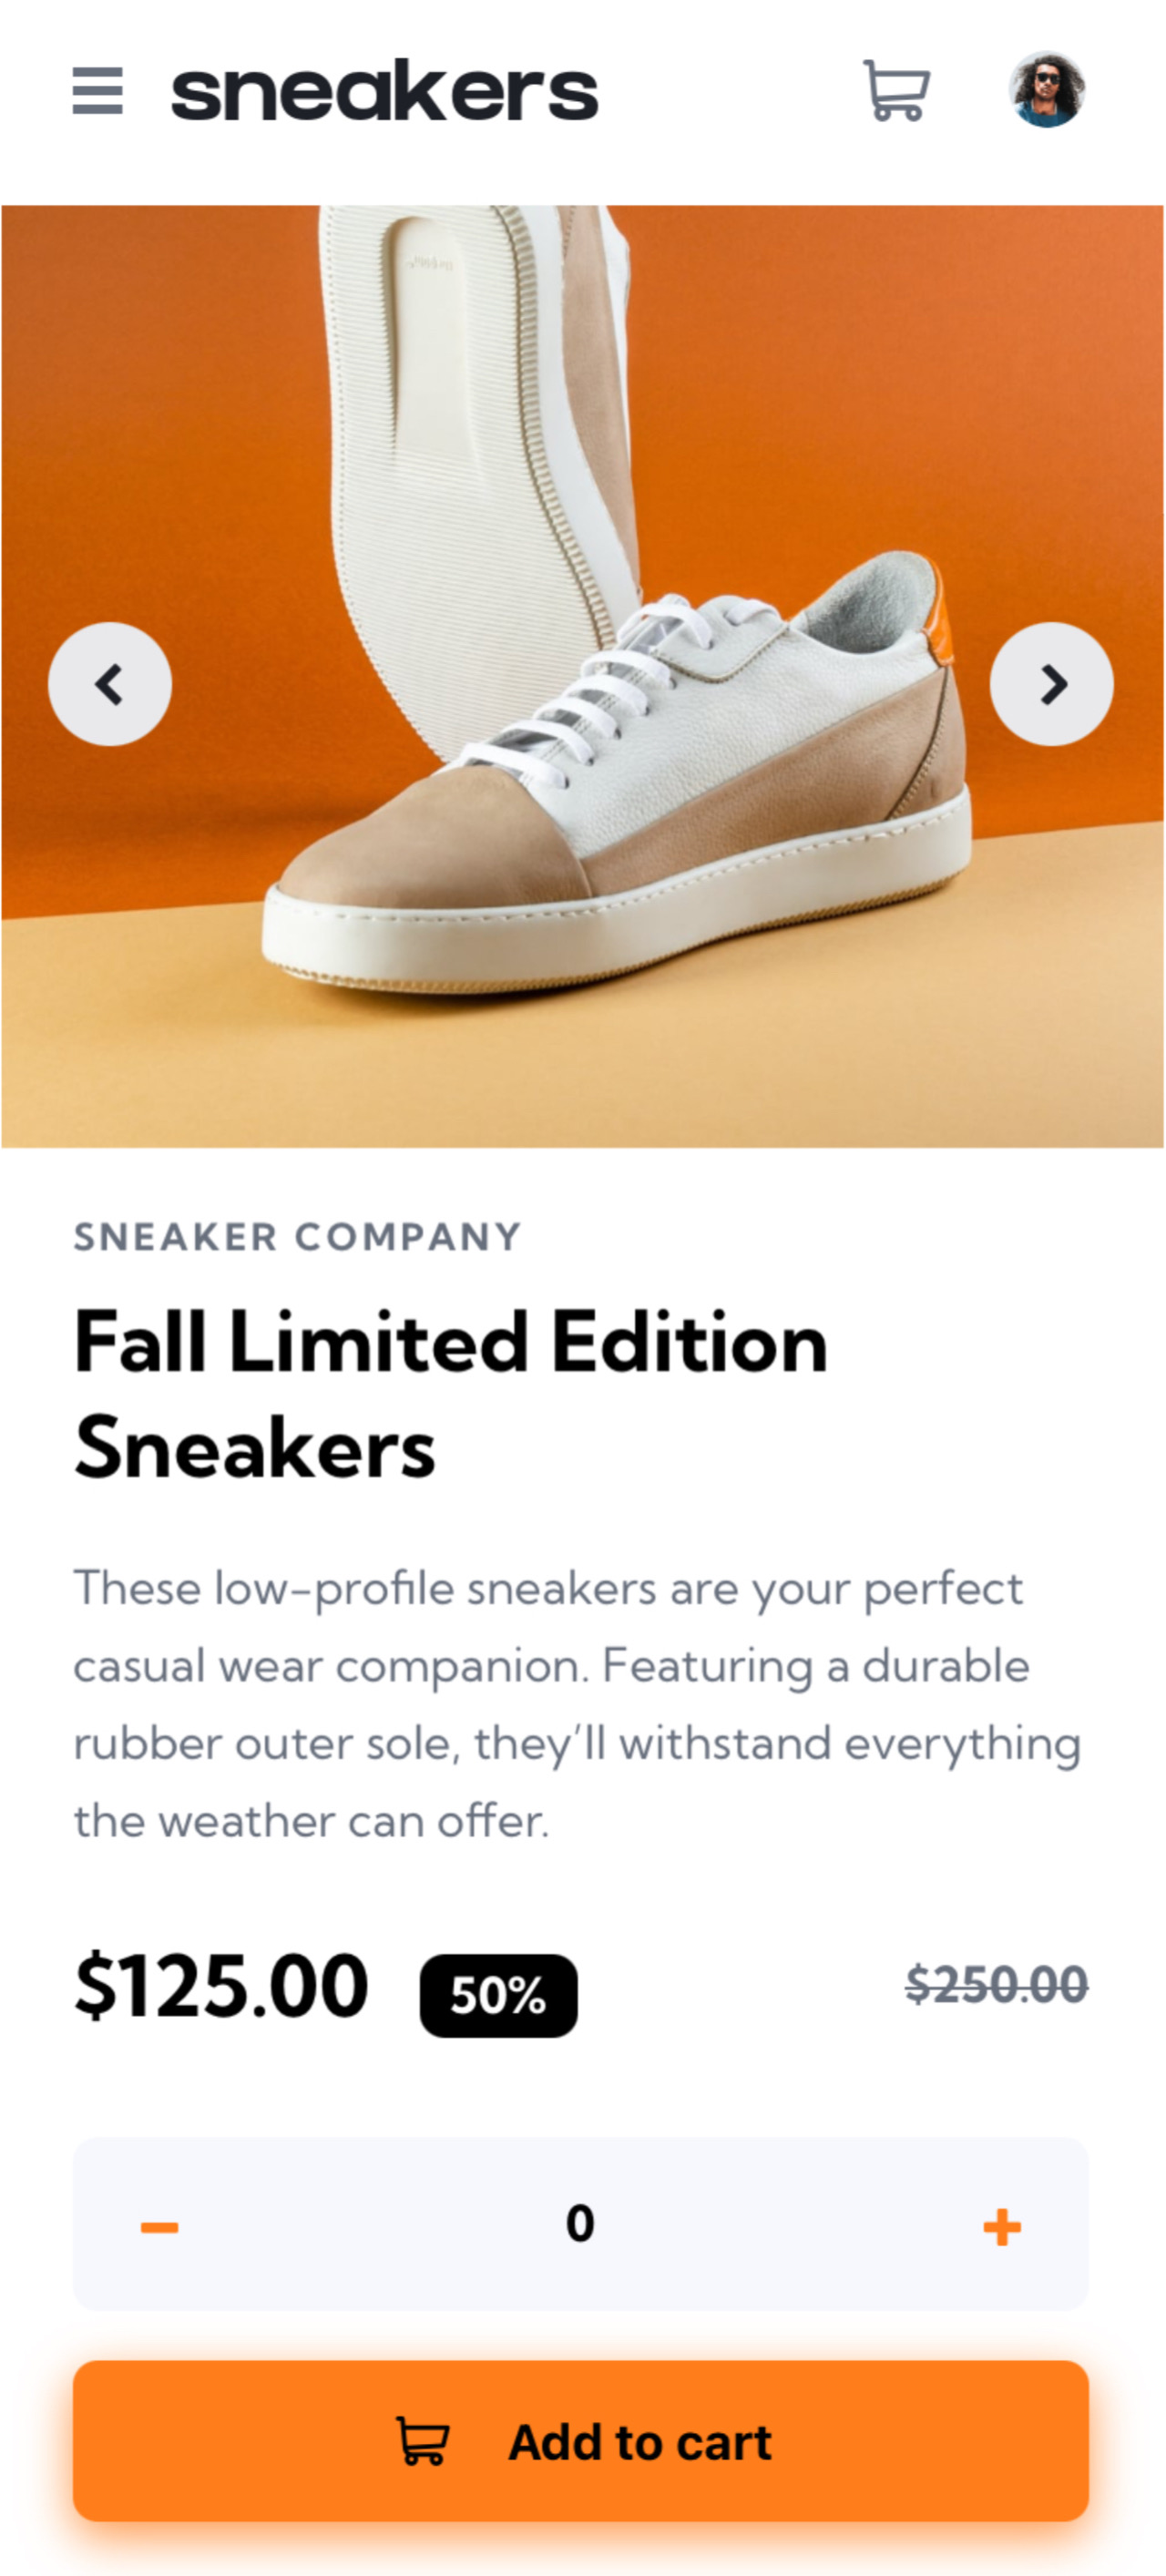 sneakers
SNEAKER COMPANY
Fall Limited Edition
Sneakers
These low-profile sneakers are your perfect
casual wear companion. Featuring a durable
rubber outer sole, they’ll withstand everything
the weather can offer.
$125.00 50% $250.00
0
Add to cart